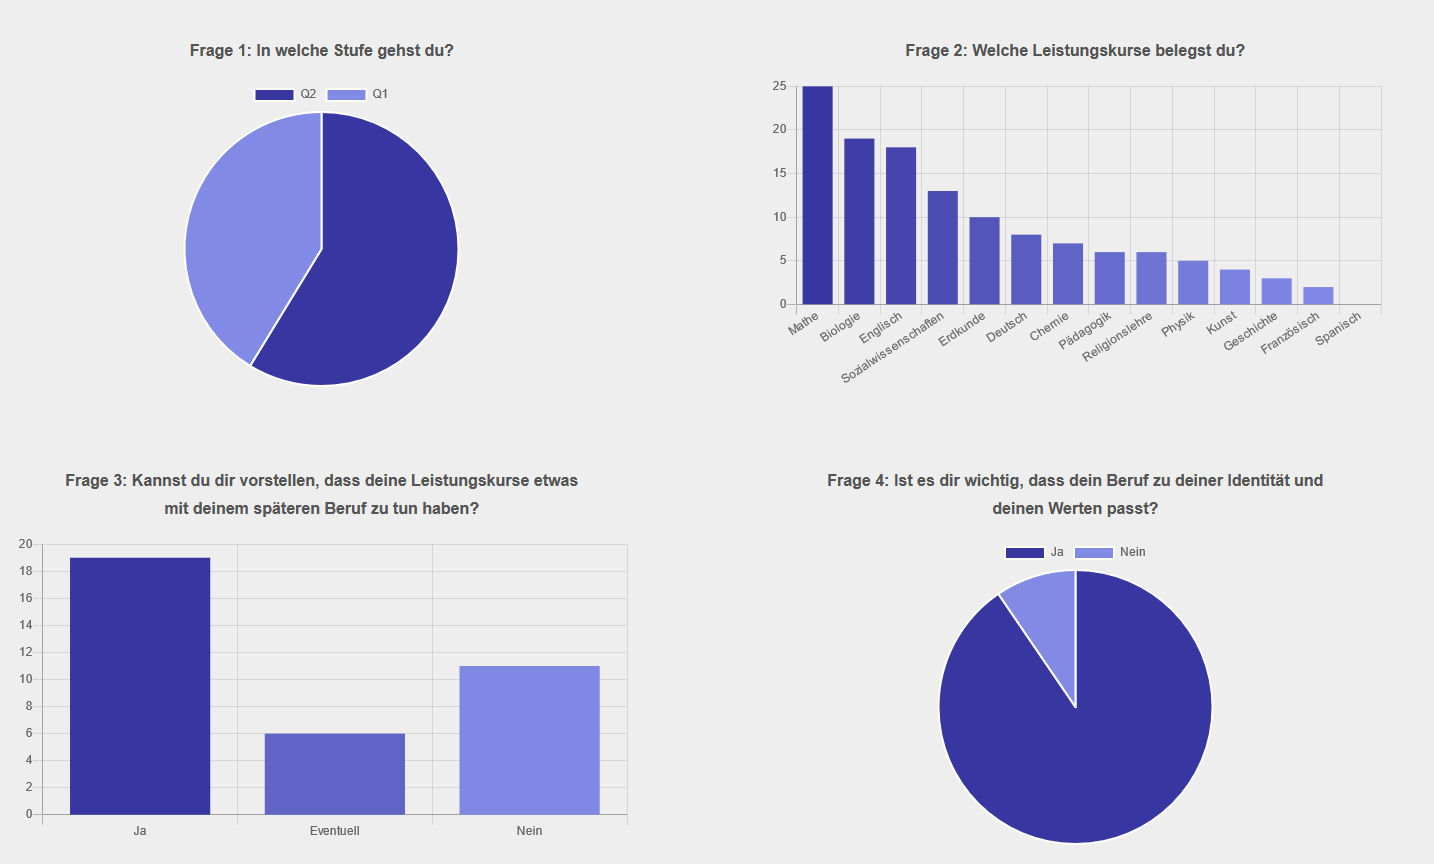 Frage 1: In welche Stufe gehst du?
Q2 Q1
Frage 2: Welche Leistungskurse belegst du?
25
20
15
10
5
0
Mathe
Biologie
Englisch
Sozialwissenschaften
Erdkunde
Deutsch
Chemie
Pädagogik
Religionslehre
Physik
Kunst
Geschichte
Französisch
Spanisch
Frage 3: Kannst du dir vorstellen, dass deine Leistungskurse etwas
mit deinem späteren Beruf zu tun haben?
20
18
16
14
12
10
8
6
4
2
0
Ja Eventuell Nein
Frage 4: Ist es dir wichtig, dass dein Beruf zu deiner Identität und
deinen Werten passt?
Ja Nein